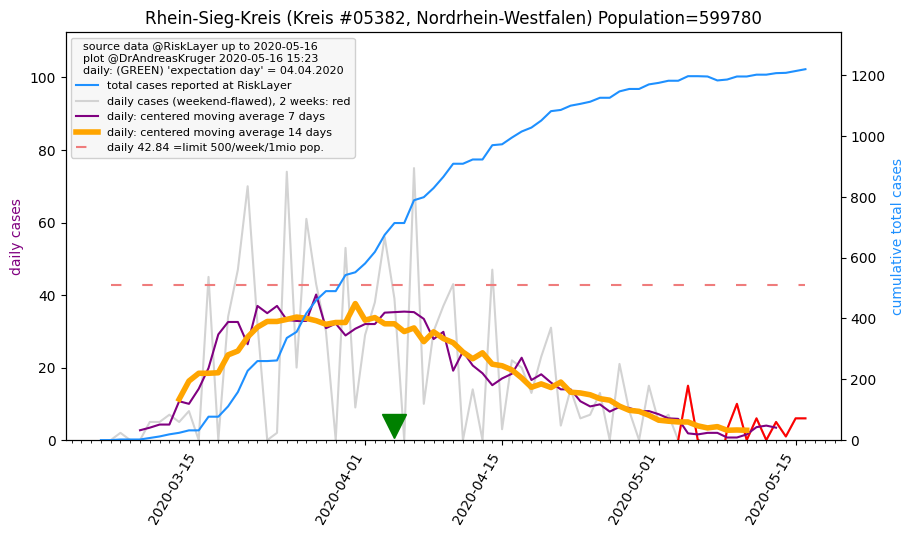 Rhein-Sieg-Kreis (Kreis #05382, Nordrhein-Westfalen) Population=599780
source data @RiskLayer up to 2020-05-16
plot @DrAndreasKruger 2020-05-16 15:23
daily: (GREEN) 'expectation day' = 04.04.2020
total cases reported at RiskLayer
daily cases (weekend-flawed), 2 weeks: red
daily: centered moving average 7 days
daily: centered moving average 14 days
daily 42.84 =limit 500/week/1mio pop.
daily cases
100
80
60
40
20
0
cumulative total cases
1200
1000
800
600
400
200
0
2020-03-15
2020-04-01
2020-04-15
2020-05-01
2020-05-15